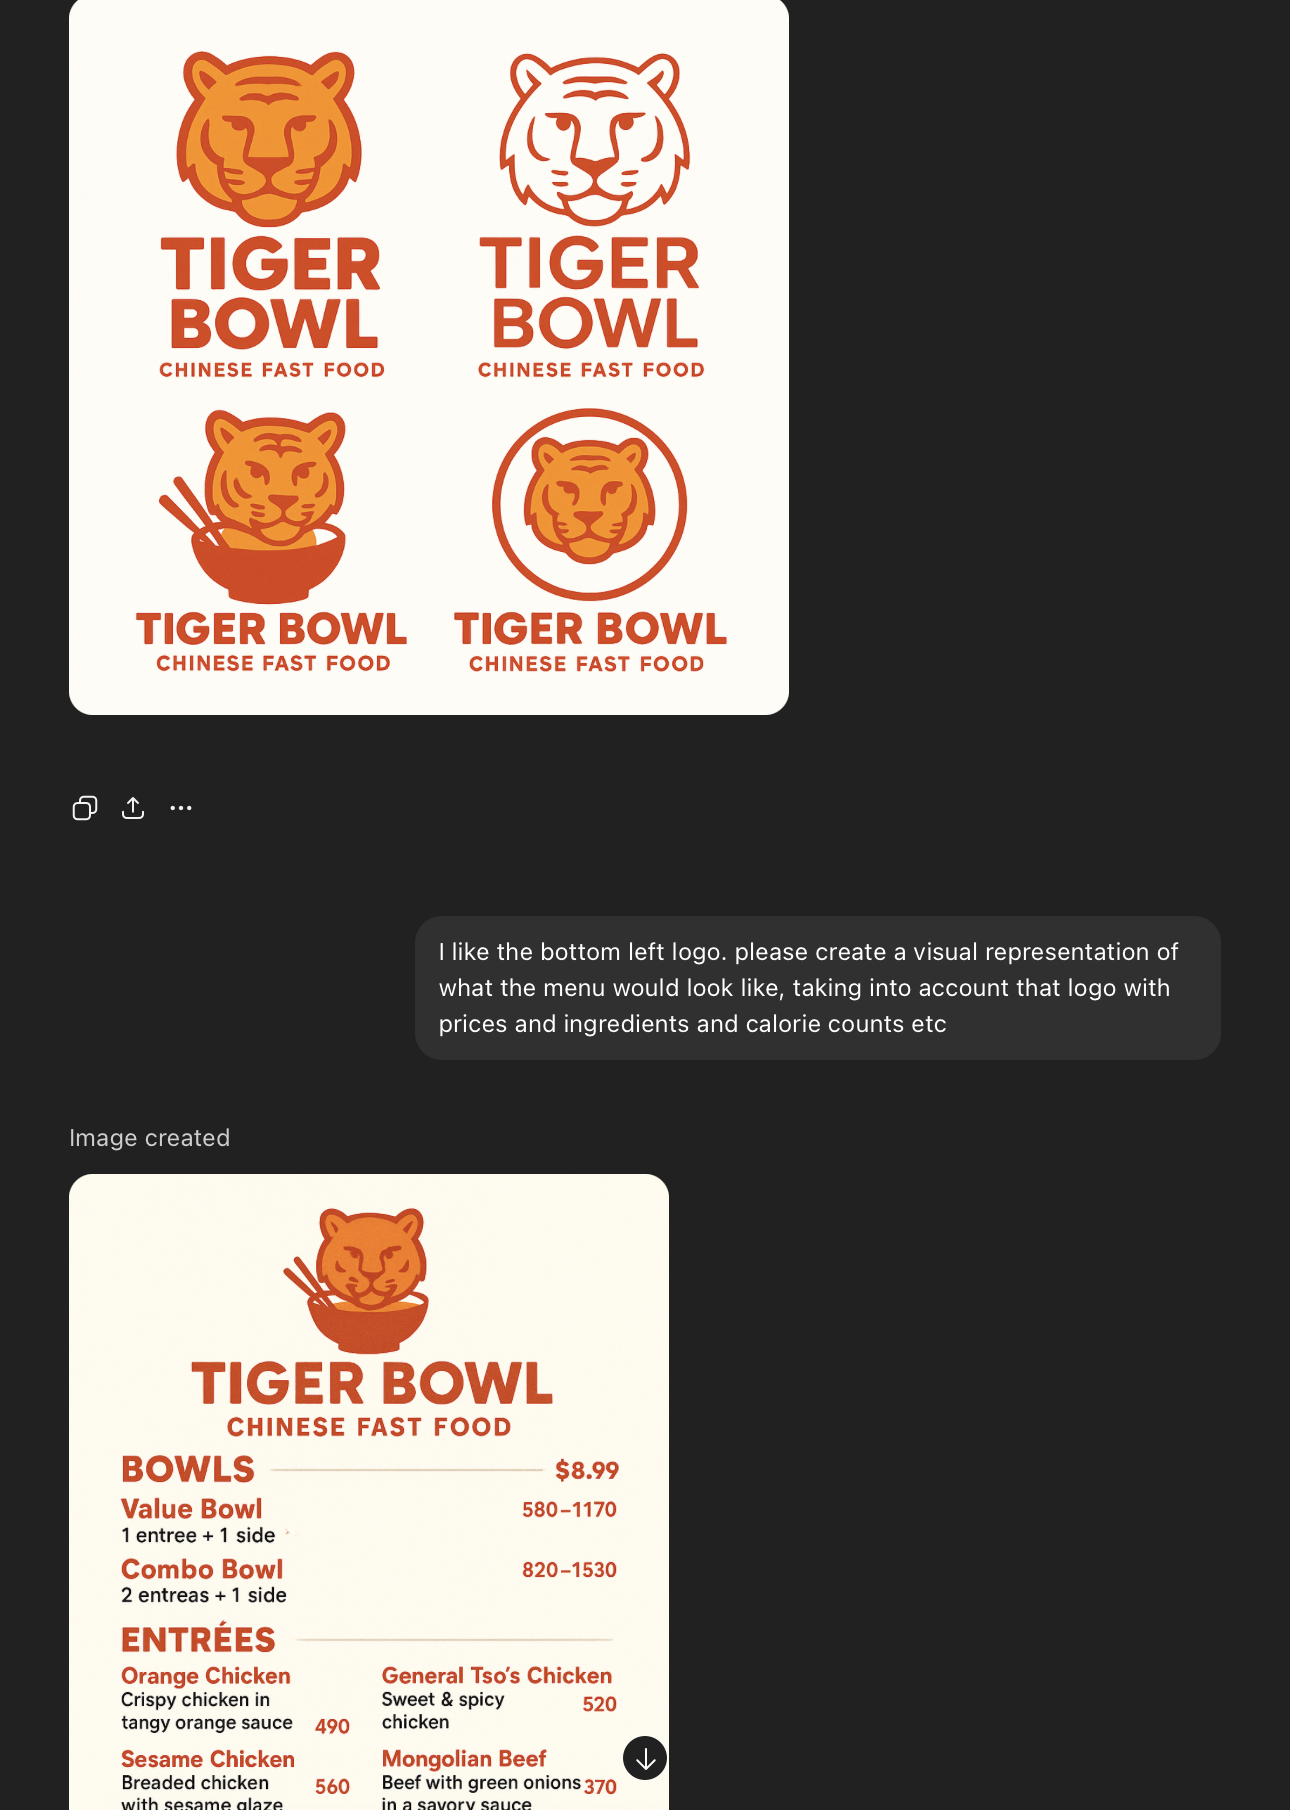 TIGER
BOWL
CHINESE FAST FOOD
TIGER
BOWL
CHINESE FAST FOOD
TIGER BOWL
CHINESE FAST FOOD
TIGER BOWL
CHINESE FAST FOOD
I like the bottom left logo. please create a visual representation of
what the menu would look like, taking into account that logo with
prices and ingredients and calorie counts etc
Image created
TIGER BOWL
CHINESE FAST FOOD
BOWLS $8.99
Value Bowl 580–1170
1 entree + 1 side
Combo Bowl 820–1530
2 entreas + 1 side
ENTRÉES
Orange Chicken
Crispy chicken in
tangy orange sauce 490
General Tso's Chicken
Sweet & spicy 520
chicken
Sesame Chicken
Breaded chicken 560
with sesame glaze
Mongolian Beef
Beef with green onions 370
in a savory sauce